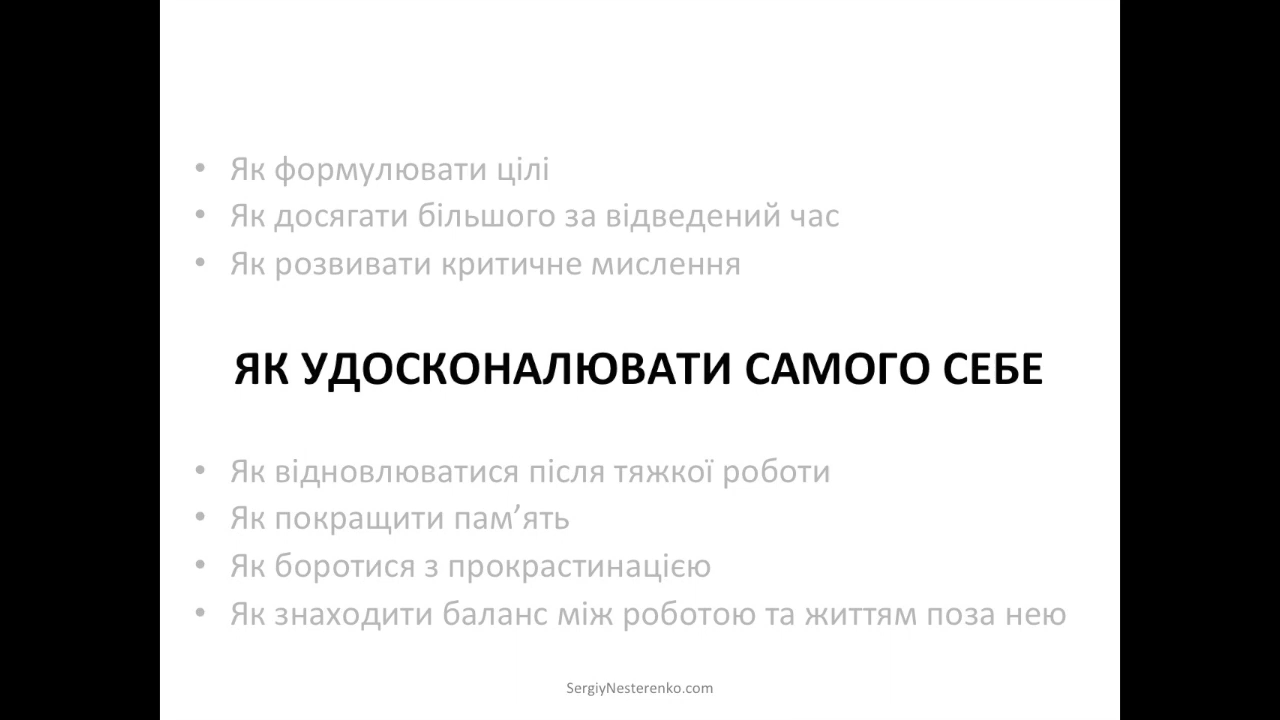 • Як формулювати цілі
• Як досягати більшого за відведений час
• Як розвивати критичне мислення
ЯК УДОСКОНАЛЮВАТИ САМОГО СЕБЕ
• Як відновлюватися після тяжкої роботи
• Як покращити пам’ять
• Як боротися з прокрастинацією
• Як знаходити баланс між роботою та життям поза нею
SergiyNesterenko.com